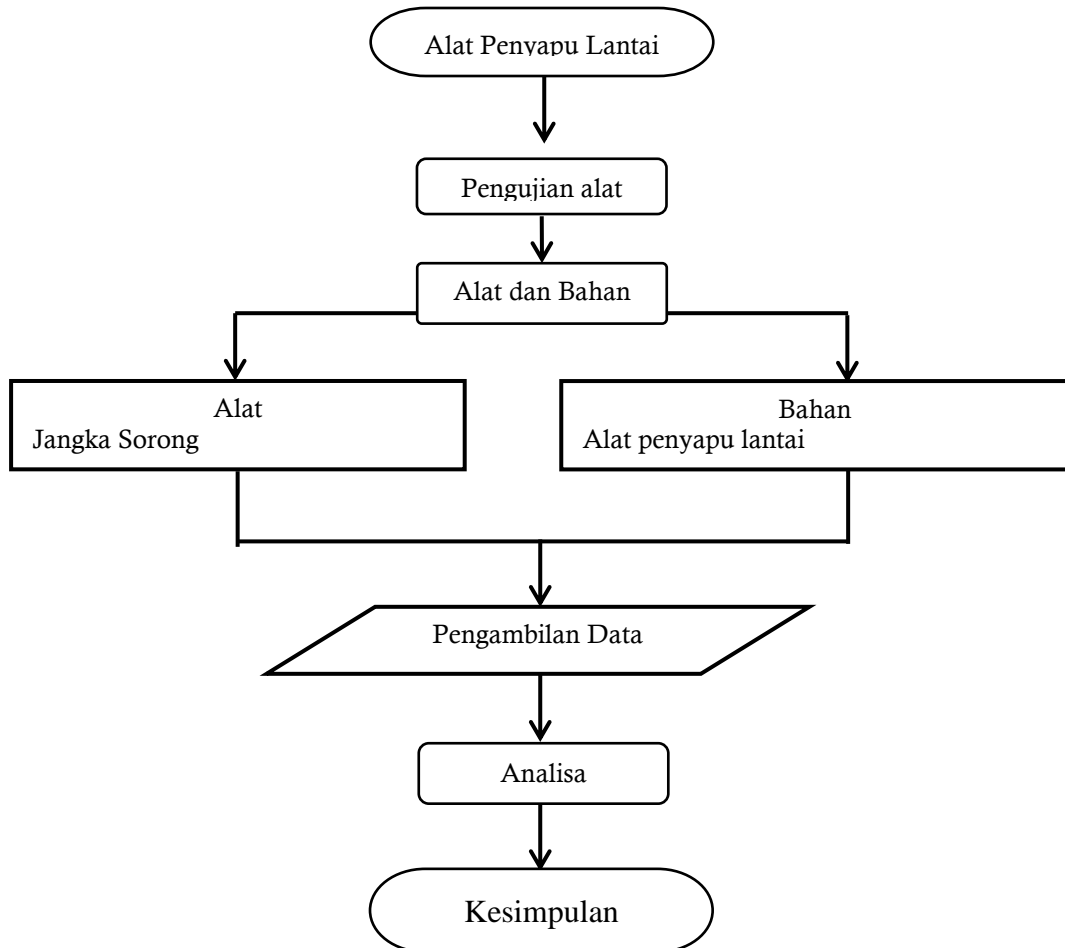 Alat Penyapu Lantai
Pengujian alat
Alat dan Bahan
Alat
Jangka Sorong
Bahan
Alat penyapu lantai
Pengambilan Data
Analisa
Kesimpulan